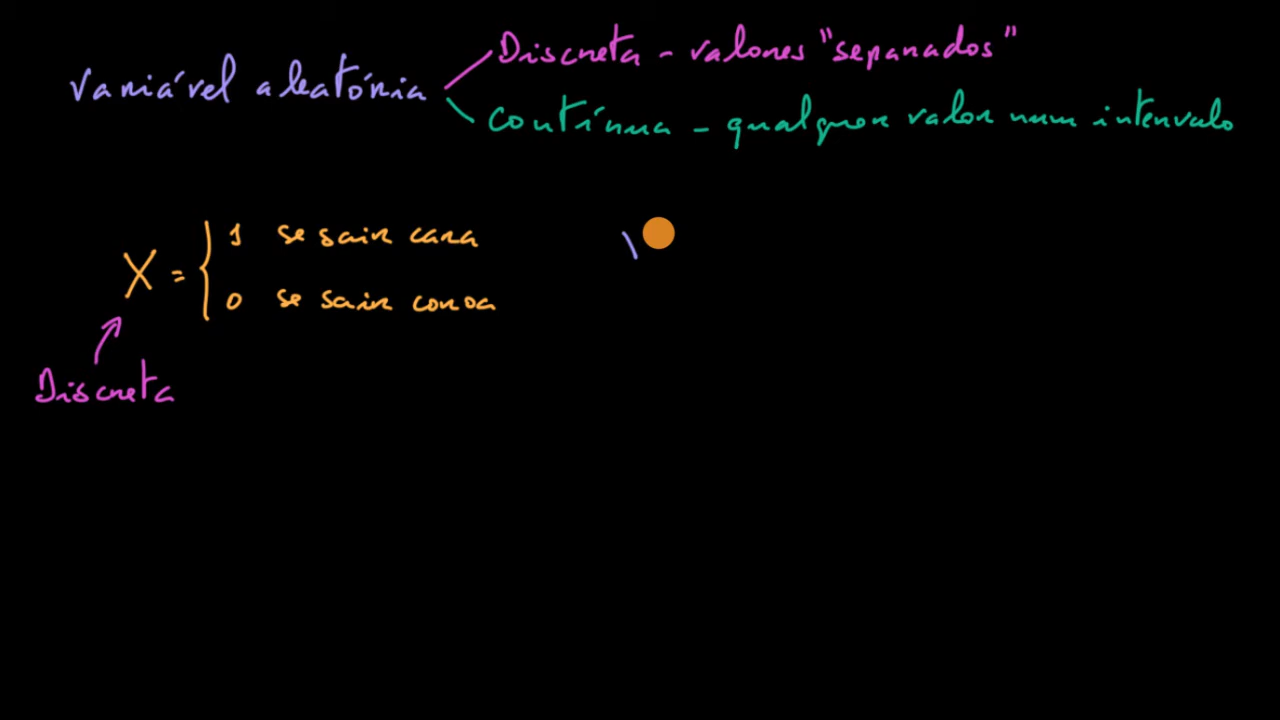 Variável aleatória
Discreta - valores "separados"
contínua - qualquer valor num intervalo
X = { 1 se sair cara
0 se sair coroa
Discreta